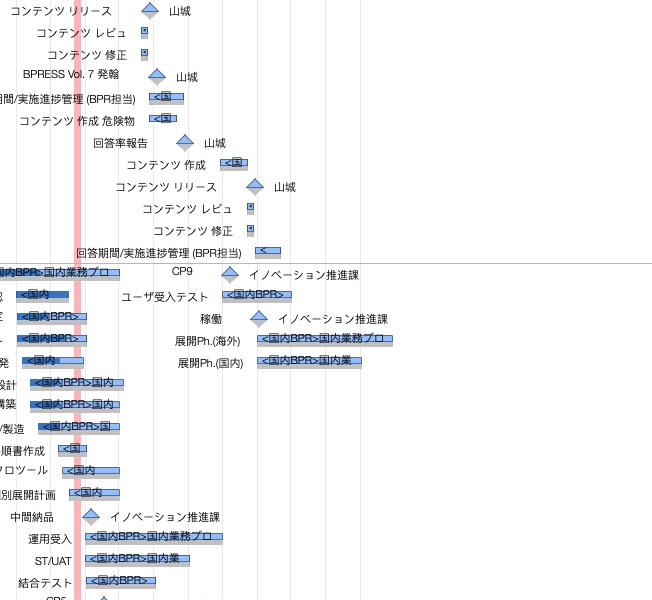 コンテンツ リリース 山城
コンテンツ レビュ <
コンテンツ 修正 <
BPRESS Vol. 7 発翰 山城
間/実施進捗管理 (BPR担当) <国
コンテンツ 作成 危険物 <国
回答率報告 山城
コンテンツ 作成 <国
コンテンツ リリース 山城
コンテンツ レビュ <
コンテンツ 修正 <
回答期間/実施進捗管理 (BPR担当) <
国内BPR>国内業務プロ CP9 イノベーション推進課
<国内 ユーザ受入テスト <国内BPR>
<国内BPR> 稼働 イノベーション推進課
<国内BPR> 展開Ph.(海外) <国内BPR>国内業務プロ
発 <国内 展開Ph.(国内) <国内BPR>国内業
設計 <国内BPR>国内
構築 <国内BPR>国内
/製造 <国内BPR>国
順書作成 <国
クロツール <国内
別展開計画 <国内
中間納品 イノベーション推進課
運用受入 <国内BPR>国内業務プロ
ST/UAT <国内BPR>国内業
結合テスト <国内BPR>